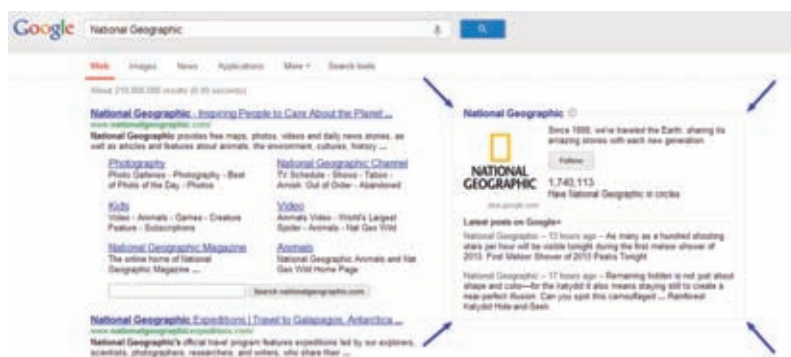 Google
National Geographic
Web Images News Applications More Search tools
About 210,000,000 results
National Geographic - Inspiring People to Care About the Planet ...
www.nationalgeographic.com/
National Geographic provides free maps, photos, videos and daily news stories, as
well as articles and features about animals, the environment, cultures, history ...
Photography
Photo Galleries - Photography - Best
of Photo of the Day - Photos
National Geographic Channel
TV Schedule - Shows - Taboo -
Amish: Out of Order - Abandoned
Kids
Video - Animals - Games - Creature
Feature - Subscriptions
Video
Animals Video - World's Largest
Spider - Animals - Nat Geo Wild
National Geographic Magazine
The online home of National
Geographic Magazine ...
Animals
National Geographic Animals and Nat
Geo Wild Home Page
Search nationalgeographic.com
National Geographic Expeditions | Travel to Galapagos, Antarctica ...
www.nationalgeographicexpeditions.com/
National Geographic's official travel program features expeditions led by our explorers,
scientists, photographers, researchers, and writers, who share their ...
National Geographic
Since 1888, we've traveled the Earth, sharing its
amazing stories with each new generation.
Follow
NATIONAL
GEOGRAPHIC
1,740,113
Have National Geographic in circles
plus.google.com
Latest posts on Google+
National Geographic – 13 hours ago – As many as a hundred shooting
stars per hour will be visible tonight during the first meteor shower of
2013. First Meteor Shower of 2013 Peaks Tonight
National Geographic – 17 hours ago – Remaining hidden is not just about
shape and color—for the katydid it also means staying still to create a
near-perfect illusion. Can you spot this camouflaged ... Rainforest
Katydid Hide-and-Seek